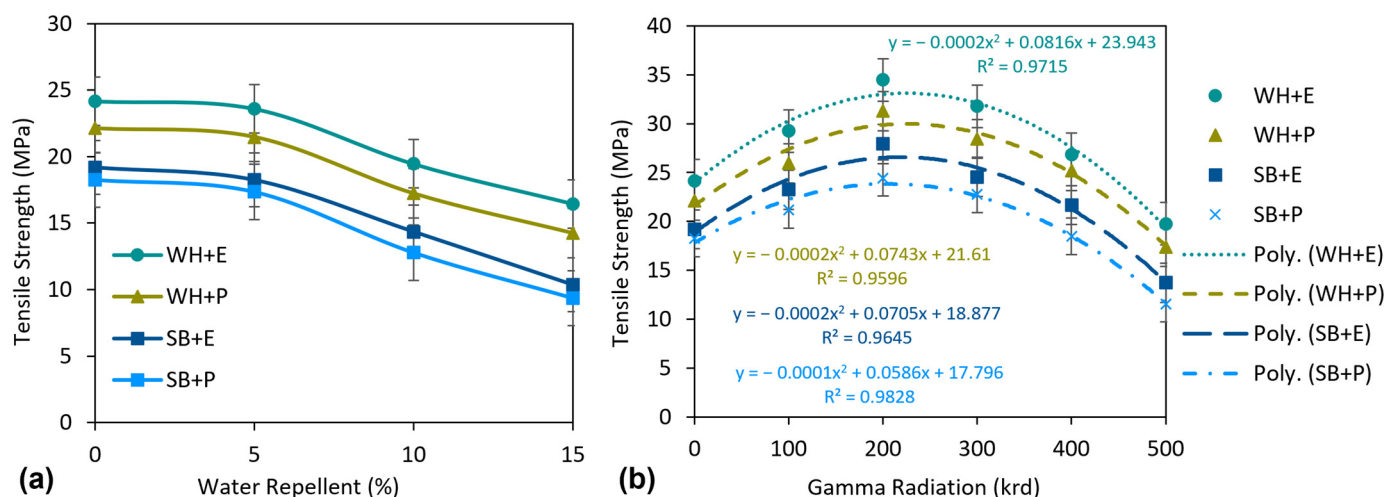 30
25
20
15
10
5
0
Tensile Strength (MPa)
WH+E
WH+P
SB+E
SB+P
0 5 10 15
Water Repellent (%)
(a)
40
35
30
25
20
15
10
5
0
Tensile Strength (MPa)
y = − 0.0002x² + 0.0816x + 23.943
R² = 0.9715
y = − 0.0002x² + 0.0743x + 21.61
R² = 0.9596
y = − 0.0002x² + 0.0705x + 18.877
R² = 0.9645
y = − 0.0001x² + 0.0586x + 17.796
R² = 0.9828
0 100 200 300 400 500
Gamma Radiation (krd)
(b)
WH+E
WH+P
SB+E
SB+P
Poly. (WH+E)
Poly. (WH+P)
Poly. (SB+E)
Poly. (SB+P)